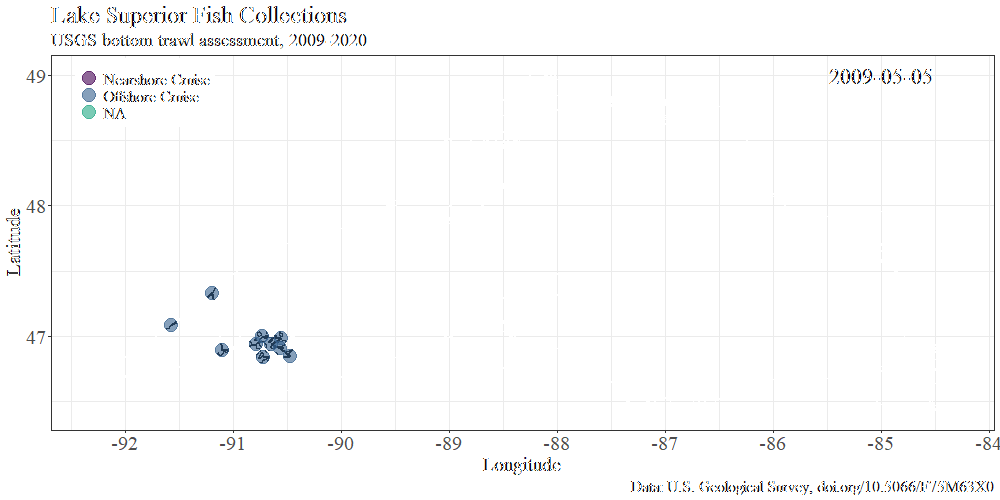 Lake Superior Fish Collections
USGS bottom trawl assessment, 2009-2020
49
Nearshore Cruise
Offshore Cruise
NA
2009-05-05
48
47
Latitude
-92 -91 -90 -89 -88 -87 -86 -85 -84
Longitude
Data: U.S. Geological Survey, doi.org/10.5066/F75M63X0